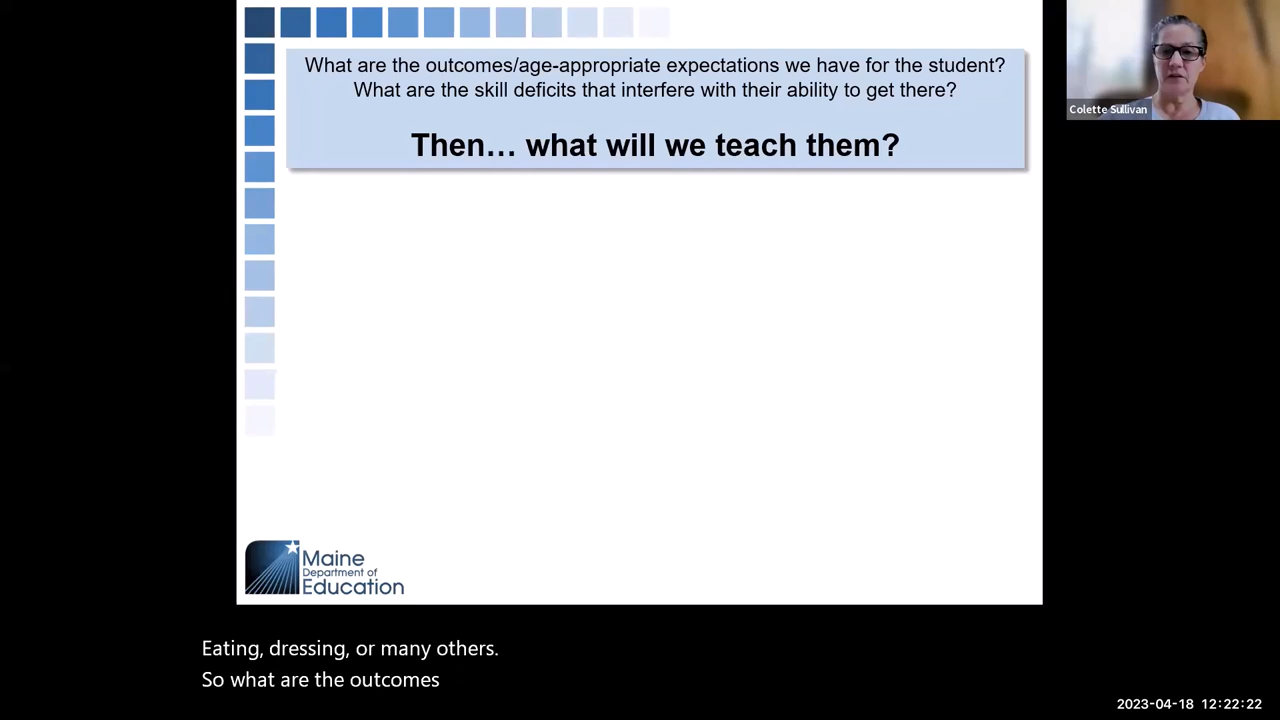 What are the outcomes/age-appropriate expectations we have for the student?
What are the skill deficits that interfere with their ability to get there?
Then… what will we teach them?
Colette Sullivan
Maine
Department of
Education
Eating, dressing, or many others.
So what are the outcomes
2023-04-18 12:22:22